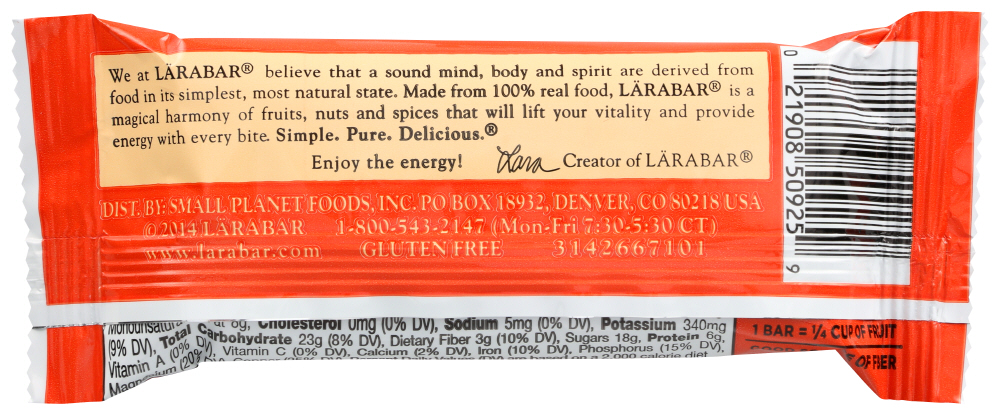 We at LÄRABAR® believe that a sound mind, body and spirit are derived from
food in its simplest, most natural state. Made from 100% real food, LÄRABAR® is a
magical harmony of fruits, nuts and spices that will lift your vitality and provide
energy with every bite. Simple. Pure. Delicious.®
Enjoy the energy! Lara Creator of LÄRABAR®
DIST. BY: SMALL PLANET FOODS, INC. PO BOX 18932, DENVER, CO 80218 USA
©2014 LÄRABAR 1-800-543-2147 (Mon-Fri 7:30-5:30 CT)
www.larabar.com GLUTEN FREE 3142667101
0 21908 50925 9
6g, Cholesterol 0mg (0% DV), Sodium 5mg (0% DV), Potassium 340mg
(9% DV), Total Carbohydrate 23g (8% DV), Dietary Fiber 3g (10% DV), Sugars 18g, Protein 6g,
Vitamin A (0% DV), Vitamin C (0% DV), Calcium (2% DV), Iron (10% DV), Phosphorus (15% DV),
Magnesium (20% are based on a 2,000 calorie diet
1 BAR = ¼ CUP OF FRUIT
OF FIBER